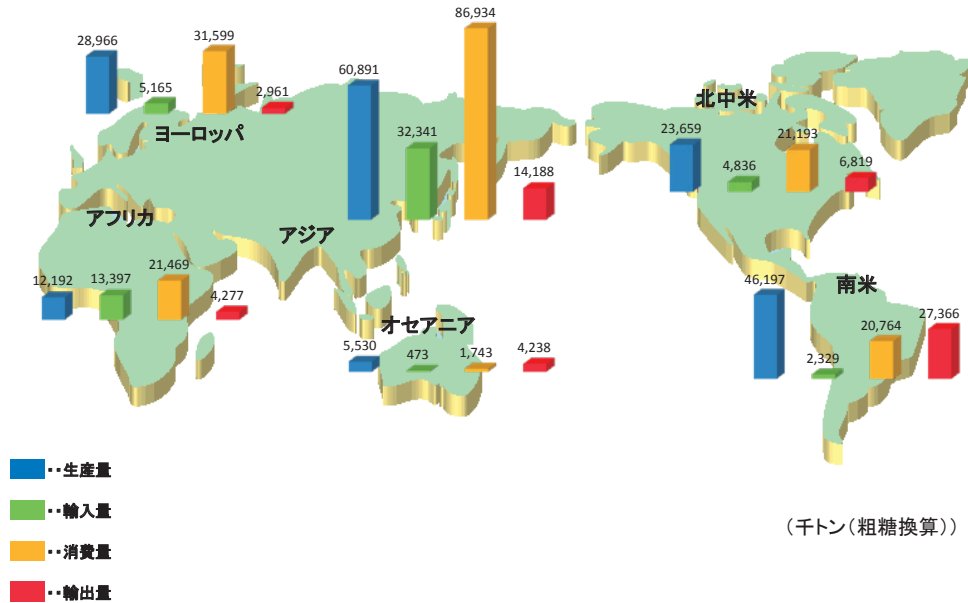 86,934
28,966
31,599
5,165
2,961
60,891
ヨーロッパ
32,341
14,188
北中米
23,659
21,193
4,836
6,819
アフリカ
アジア
12,192
13,397
21,469
4,277
オセアニア
5,530
473
1,743
4,238
南米
46,197
27,366
20,764
2,329
‥生産量
‥輸入量
‥消費量
‥輸出量
（千トン（粗糖換算））